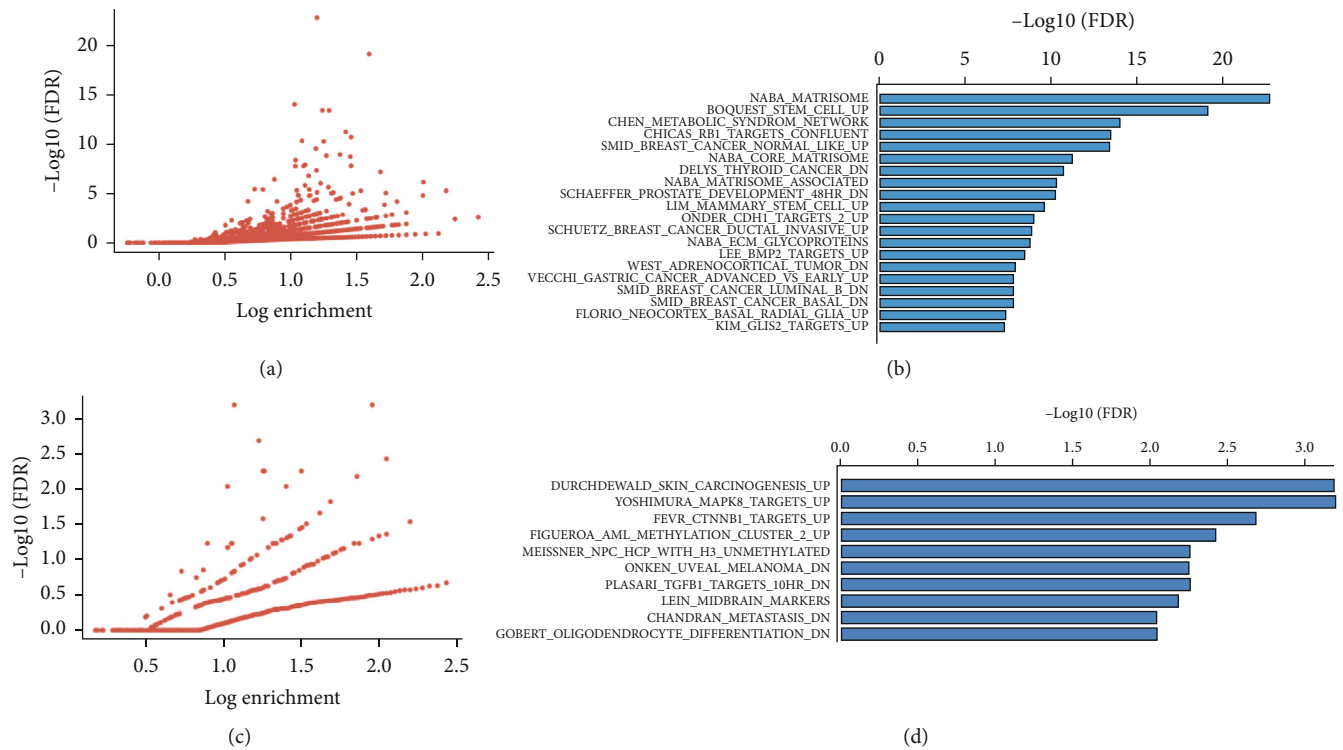 20
15
10
5
0
−Log10 (FDR)
0.0 0.5 1.0 1.5 2.0 2.5
Log enrichment
(a)
−Log10 (FDR)
0 5 10 15 20
NABA_MATRISOME
BOQUEST_STEM_CELL_UP
CHEN_METABOLIC_SYNDROM_NETWORK
CHICAS_RB1_TARGETS_CONFLUENT
SMID_BREAST_CANCER_NORMAL_LIKE_UP
NABA_CORE_MATRISOME
DELYS_THYROID_CANCER_DN
NABA_MATRISOME_ASSOCIATED
SCHAEFFER_PROSTATE_DEVELOPMENT_48HR_DN
LIM_MAMMARY_STEM_CELL_UP
ONDER_CDH1_TARGETS_2_UP
SCHUETZ_BREAST_CANCER_DUCTAL_INVASIVE_UP
NABA_ECM_GLYCOPROTEINS
LEE_BMP2_TARGETS_UP
WEST_ADRENOCORTICAL_TUMOR_DN
VECCHI_GASTRIC_CANCER_ADVANCED_VS_EARLY_UP
SMID_BREAST_CANCER_LUMINAL_B_DN
SMID_BREAST_CANCER_BASAL_DN
FLORIO_NEOCORTEX_BASAL_RADIAL_GLIA_UP
KIM_GLIS2_TARGETS_UP
(b)
3.0
2.5
2.0
1.5
1.0
0.5
0.0
−Log10 (FDR)
0.5 1.0 1.5 2.0 2.5
Log enrichment
(c)
−Log10 (FDR)
0.0 0.5 1.0 1.5 2.0 2.5 3.0
DURCHDEWALD_SKIN_CARCINOGENESIS_UP
YOSHIMURA_MAPK8_TARGETS_UP
FEVR_CTNNB1_TARGETS_UP
FIGUEROA_AML_METHYLATION_CLUSTER_2_UP
MEISSNER_NPC_HCP_WITH_H3_UNMETHYLATED
ONKEN_UVEAL_MELANOMA_DN
PLASARI_TGFB1_TARGETS_10HR_DN
LEIN_MIDBRAIN_MARKERS
CHANDRAN_METASTASIS_DN
GOBERT_OLIGODENDROCYTE_DIFFERENTIATION_DN
(d)